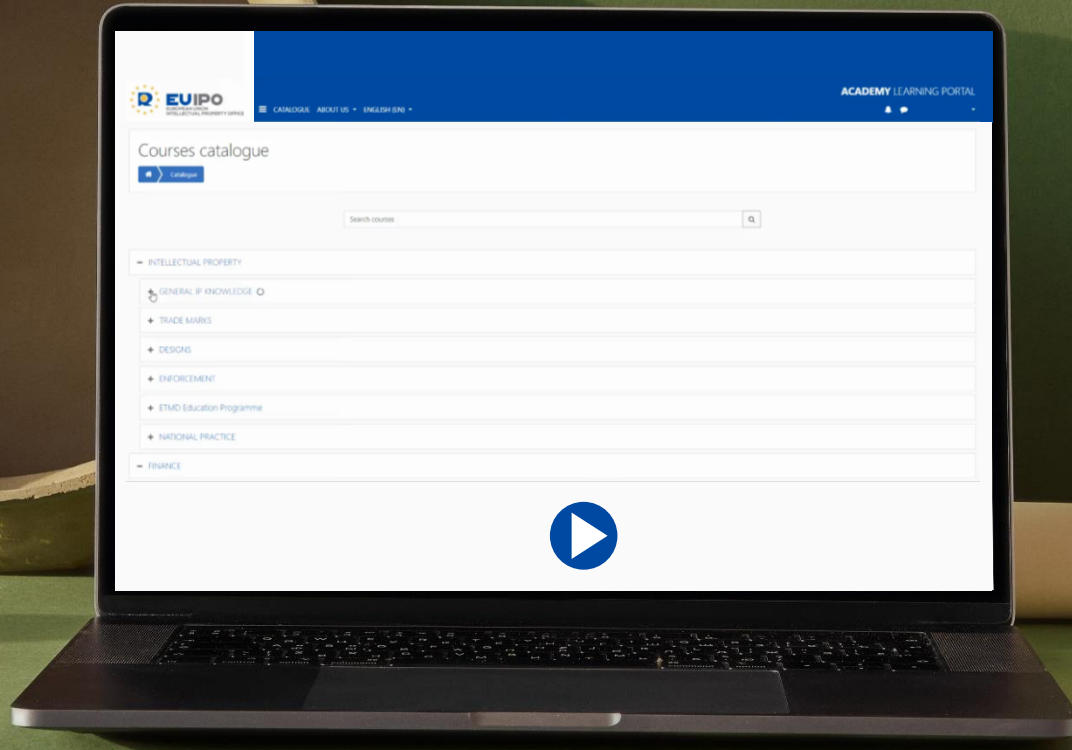 ACADEMY LEARNING PORTAL
EUIPO
EUROPEAN UNION
INTELLECTUAL PROPERTY OFFICE
CATALOGUE ABOUT US ENGLISH (EN)
Courses catalogue
Catalogue
Search courses
INTELLECTUAL PROPERTY
GENERAL IP KNOWLEDGE
TRADE MARKS
DESIGNS
ENFORCEMENT
ETMD Education Programme
NATIONAL PRACTICE
FINANCE